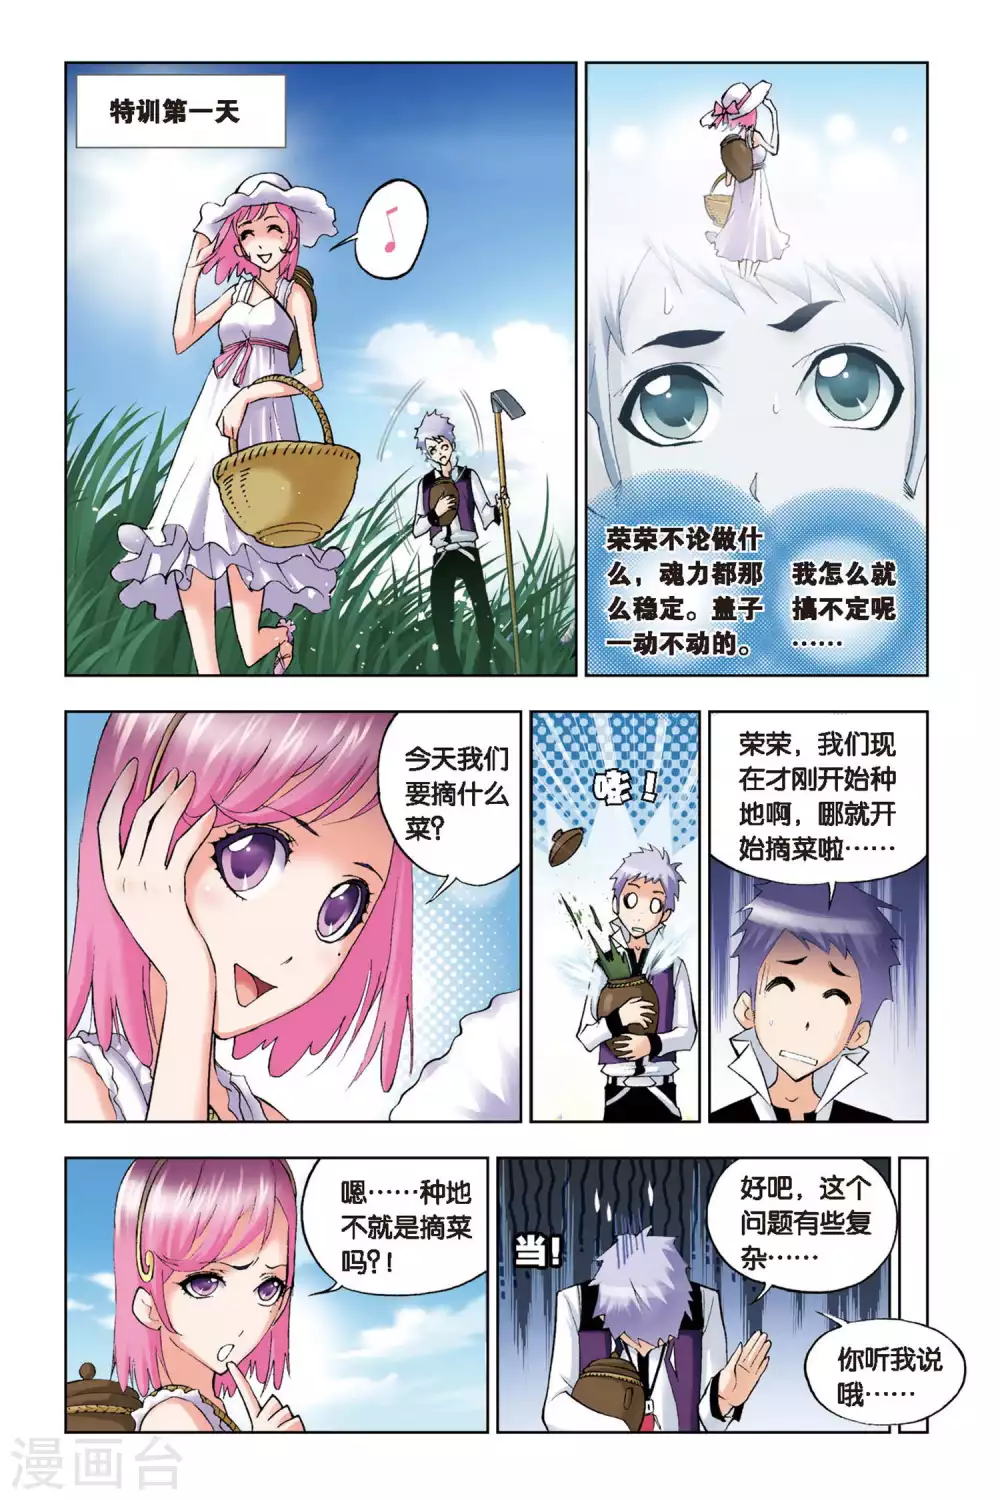 特训第一天
荣荣不论做什
么，魂力都那
么稳定。盖子
一动不动的。
我怎么就
搞不定呢
……
今天我们
要摘什么
菜？
噻！
荣荣，我们现
在才刚开始种
地啊，哪就开
始摘菜啦……
嗯……种地
不就是摘菜
吗？！
当！
好吧，这个
问题有些复
杂……
你听我说
哦……
漫画台